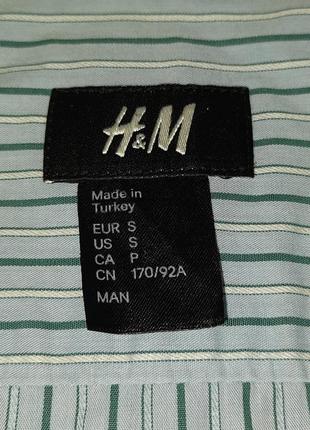 H&M
Made in
Turkey
EUR S
US S
CA P
CN 170/92A
MAN